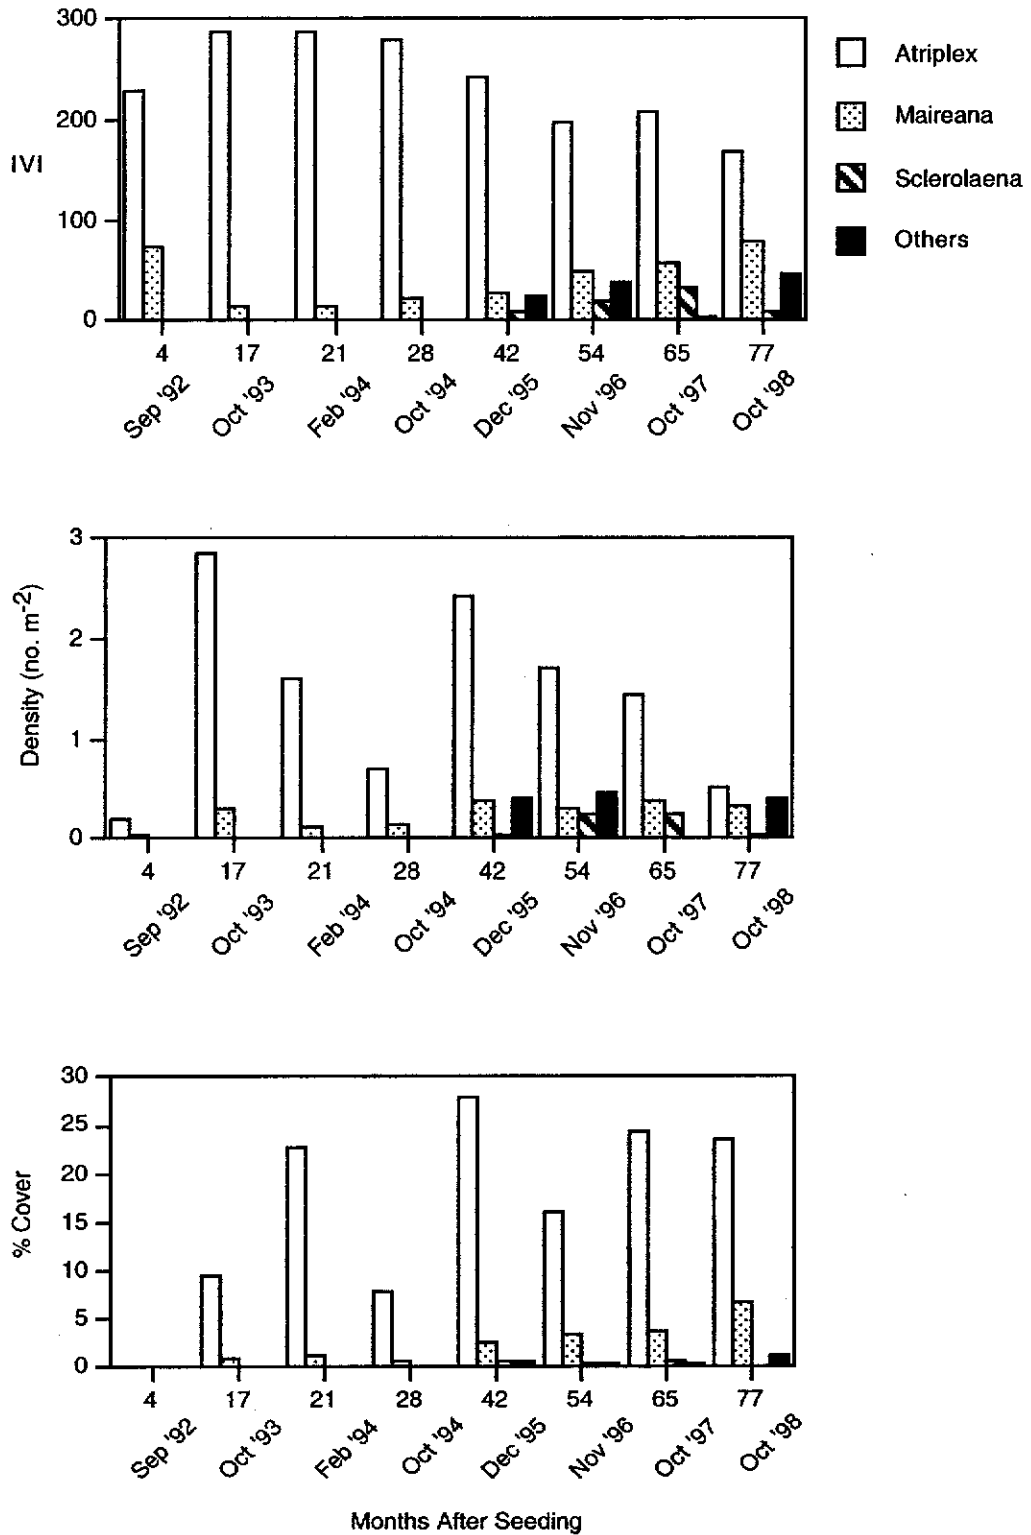 300
200
100
0
IVI
Atriplex
Maireana
Sclerolaena
Others
4 17 21 28 42 54 65 77
Sep '92 Oct '93 Feb '94 Oct '94 Dec '95 Nov '96 Oct '97 Oct '98
3
2
1
0
Density (no. m-2)
4 17 21 28 42 54 65 77
Sep '92 Oct '93 Feb '94 Oct '94 Dec '95 Nov '96 Oct '97 Oct '98
30
25
20
15
10
5
0
% Cover
4 17 21 28 42 54 65 77
Sep '92 Oct '93 Feb '94 Oct '94 Dec '95 Nov '96 Oct '97 Oct '98
Months After Seeding